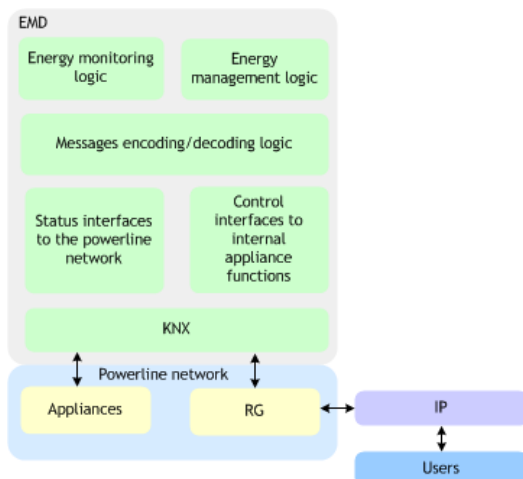 EMD
Energy monitoring
logic
Energy
management logic
Messages encoding/decoding logic
Status interfaces
to the powerline
network
Control
interfaces to
internal
appliance
functions
KNX
Powerline network
Appliances
RG
IP
Users